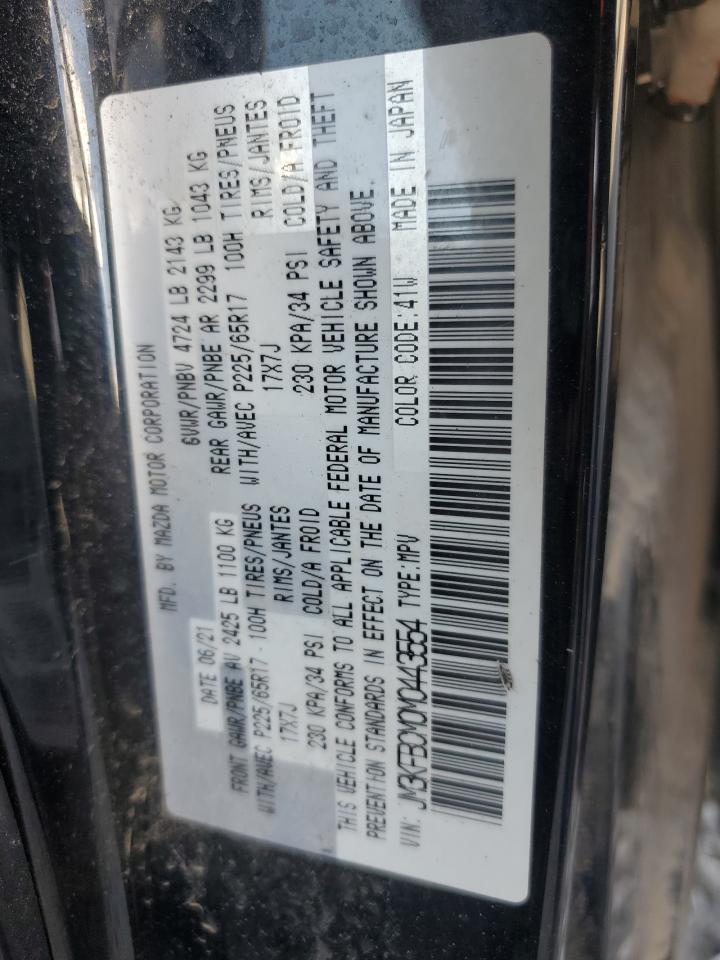 MFD. BY MAZDA MOTOR CORPORATION
DATE 06/21 GVWR/PNBV 4724 LB 2143 KG
FRONT GAWR/PNBE AV 2425 LB 1100 KG REAR GAWR/PNBE AR 2299 LB 1043 KG
WITH/AVEC P225/65R17 100H TIRES/PNEUS WITH/AVEC P225/65R17 100H TIRES/PNEUS
17X7J RIMS/JANTES 17X7J RIMS/JANTES
230 KPA/34 PSI COLD/A FROID 230 KPA/34 PSI COLD/A FROID
THIS VEHICLE CONFORMS TO ALL APPLICABLE FEDERAL MOTOR VEHICLE SAFETY AND THEFT
PREVENTION STANDARDS IN EFFECT ON THE DATE OF MANUFACTURE SHOWN ABOVE.
VIN: JM3KFBCM0M0443554 TYPE:MPV COLOR CODE:41W MADE IN JAPAN